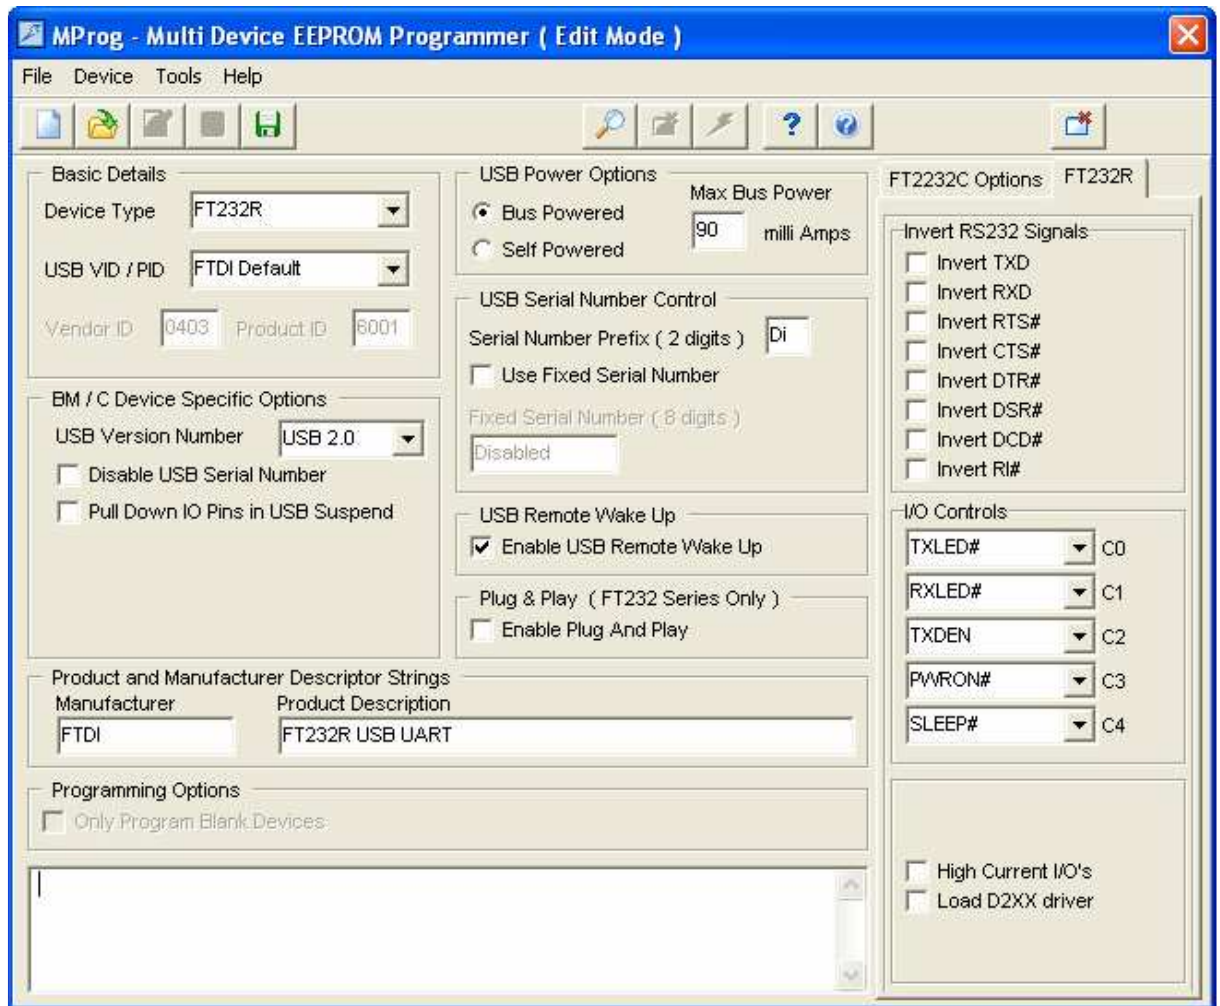 MProg - Multi Device EEPROM Programmer ( Edit Mode )
File Device Tools Help
Basic Details
Device Type FT232R
USB VID / PID FTDI Default
Vendor ID 0403 Product ID 6001
BM / C Device Specific Options
USB Version Number USB 2.0
Disable USB Serial Number
Pull Down IO Pins in USB Suspend
USB Power Options
Bus Powered
Self Powered
Max Bus Power
90 milli Amps
USB Serial Number Control
Serial Number Prefix ( 2 digits ) Di
Use Fixed Serial Number
Fixed Serial Number ( 8 digits )
Disabled
USB Remote Wake Up
Enable USB Remote Wake Up
Plug & Play ( FT232 Series Only )
Enable Plug And Play
Product and Manufacturer Descriptor Strings
Manufacturer Product Description
FTDI FT232R USB UART
Programming Options
Only Program Blank Devices
FT2232C Options FT232R
Invert RS232 Signals
Invert TXD
Invert RXD
Invert RTS#
Invert CTS#
Invert DTR#
Invert DSR#
Invert DCD#
Invert RI#
I/O Controls
TXLED# C0
RXLED# C1
TXDEN C2
PWRON# C3
SLEEP# C4
High Current I/O's
Load D2XX driver